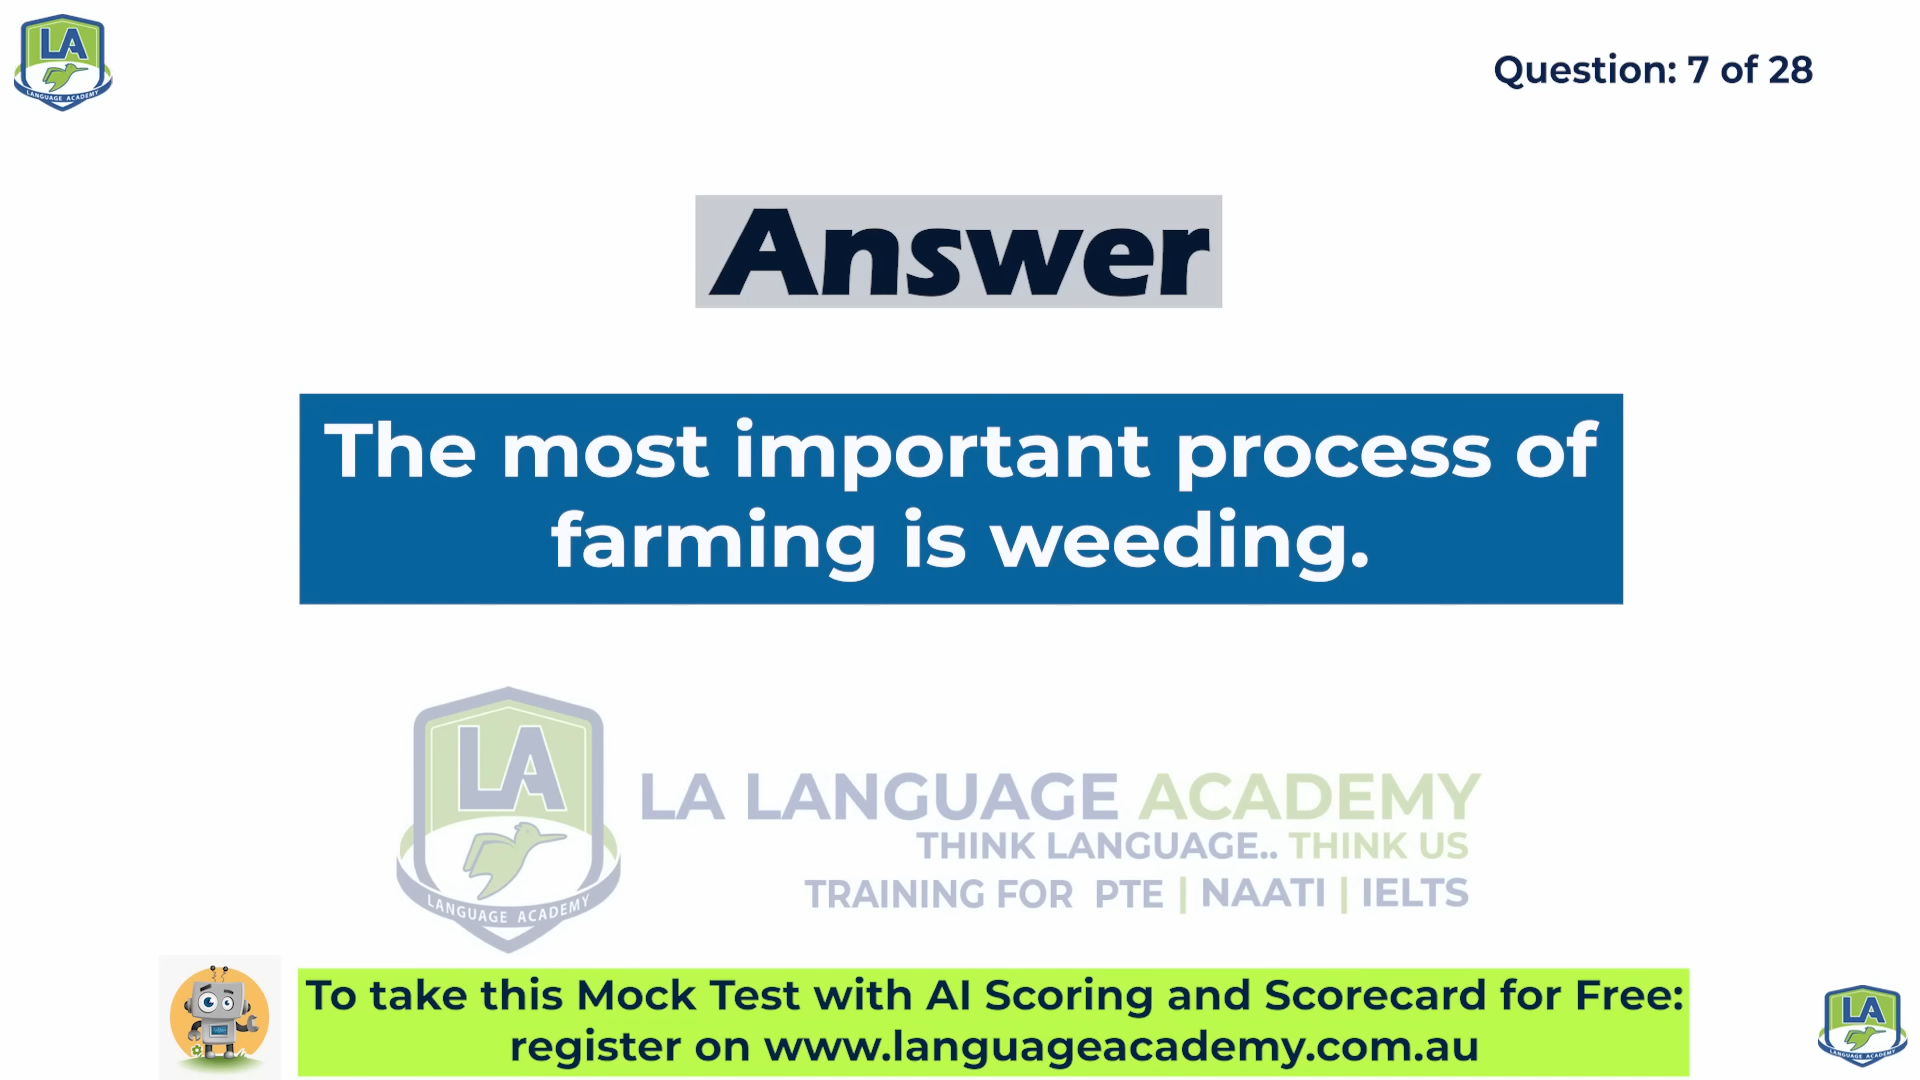 LA
LANGUAGE ACADEMY
Question: 7 of 28
Answer
The most important process of
farming is weeding.
LA
LANGUAGE ACADEMY
LA LANGUAGE ACADEMY
THINK LANGUAGE.. THINK US
TRAINING FOR PTE | NAATI | IELTS
To take this Mock Test with AI Scoring and Scorecard for Free:
register on www.languageacademy.com.au
LA
LANGUAGE ACADEMY